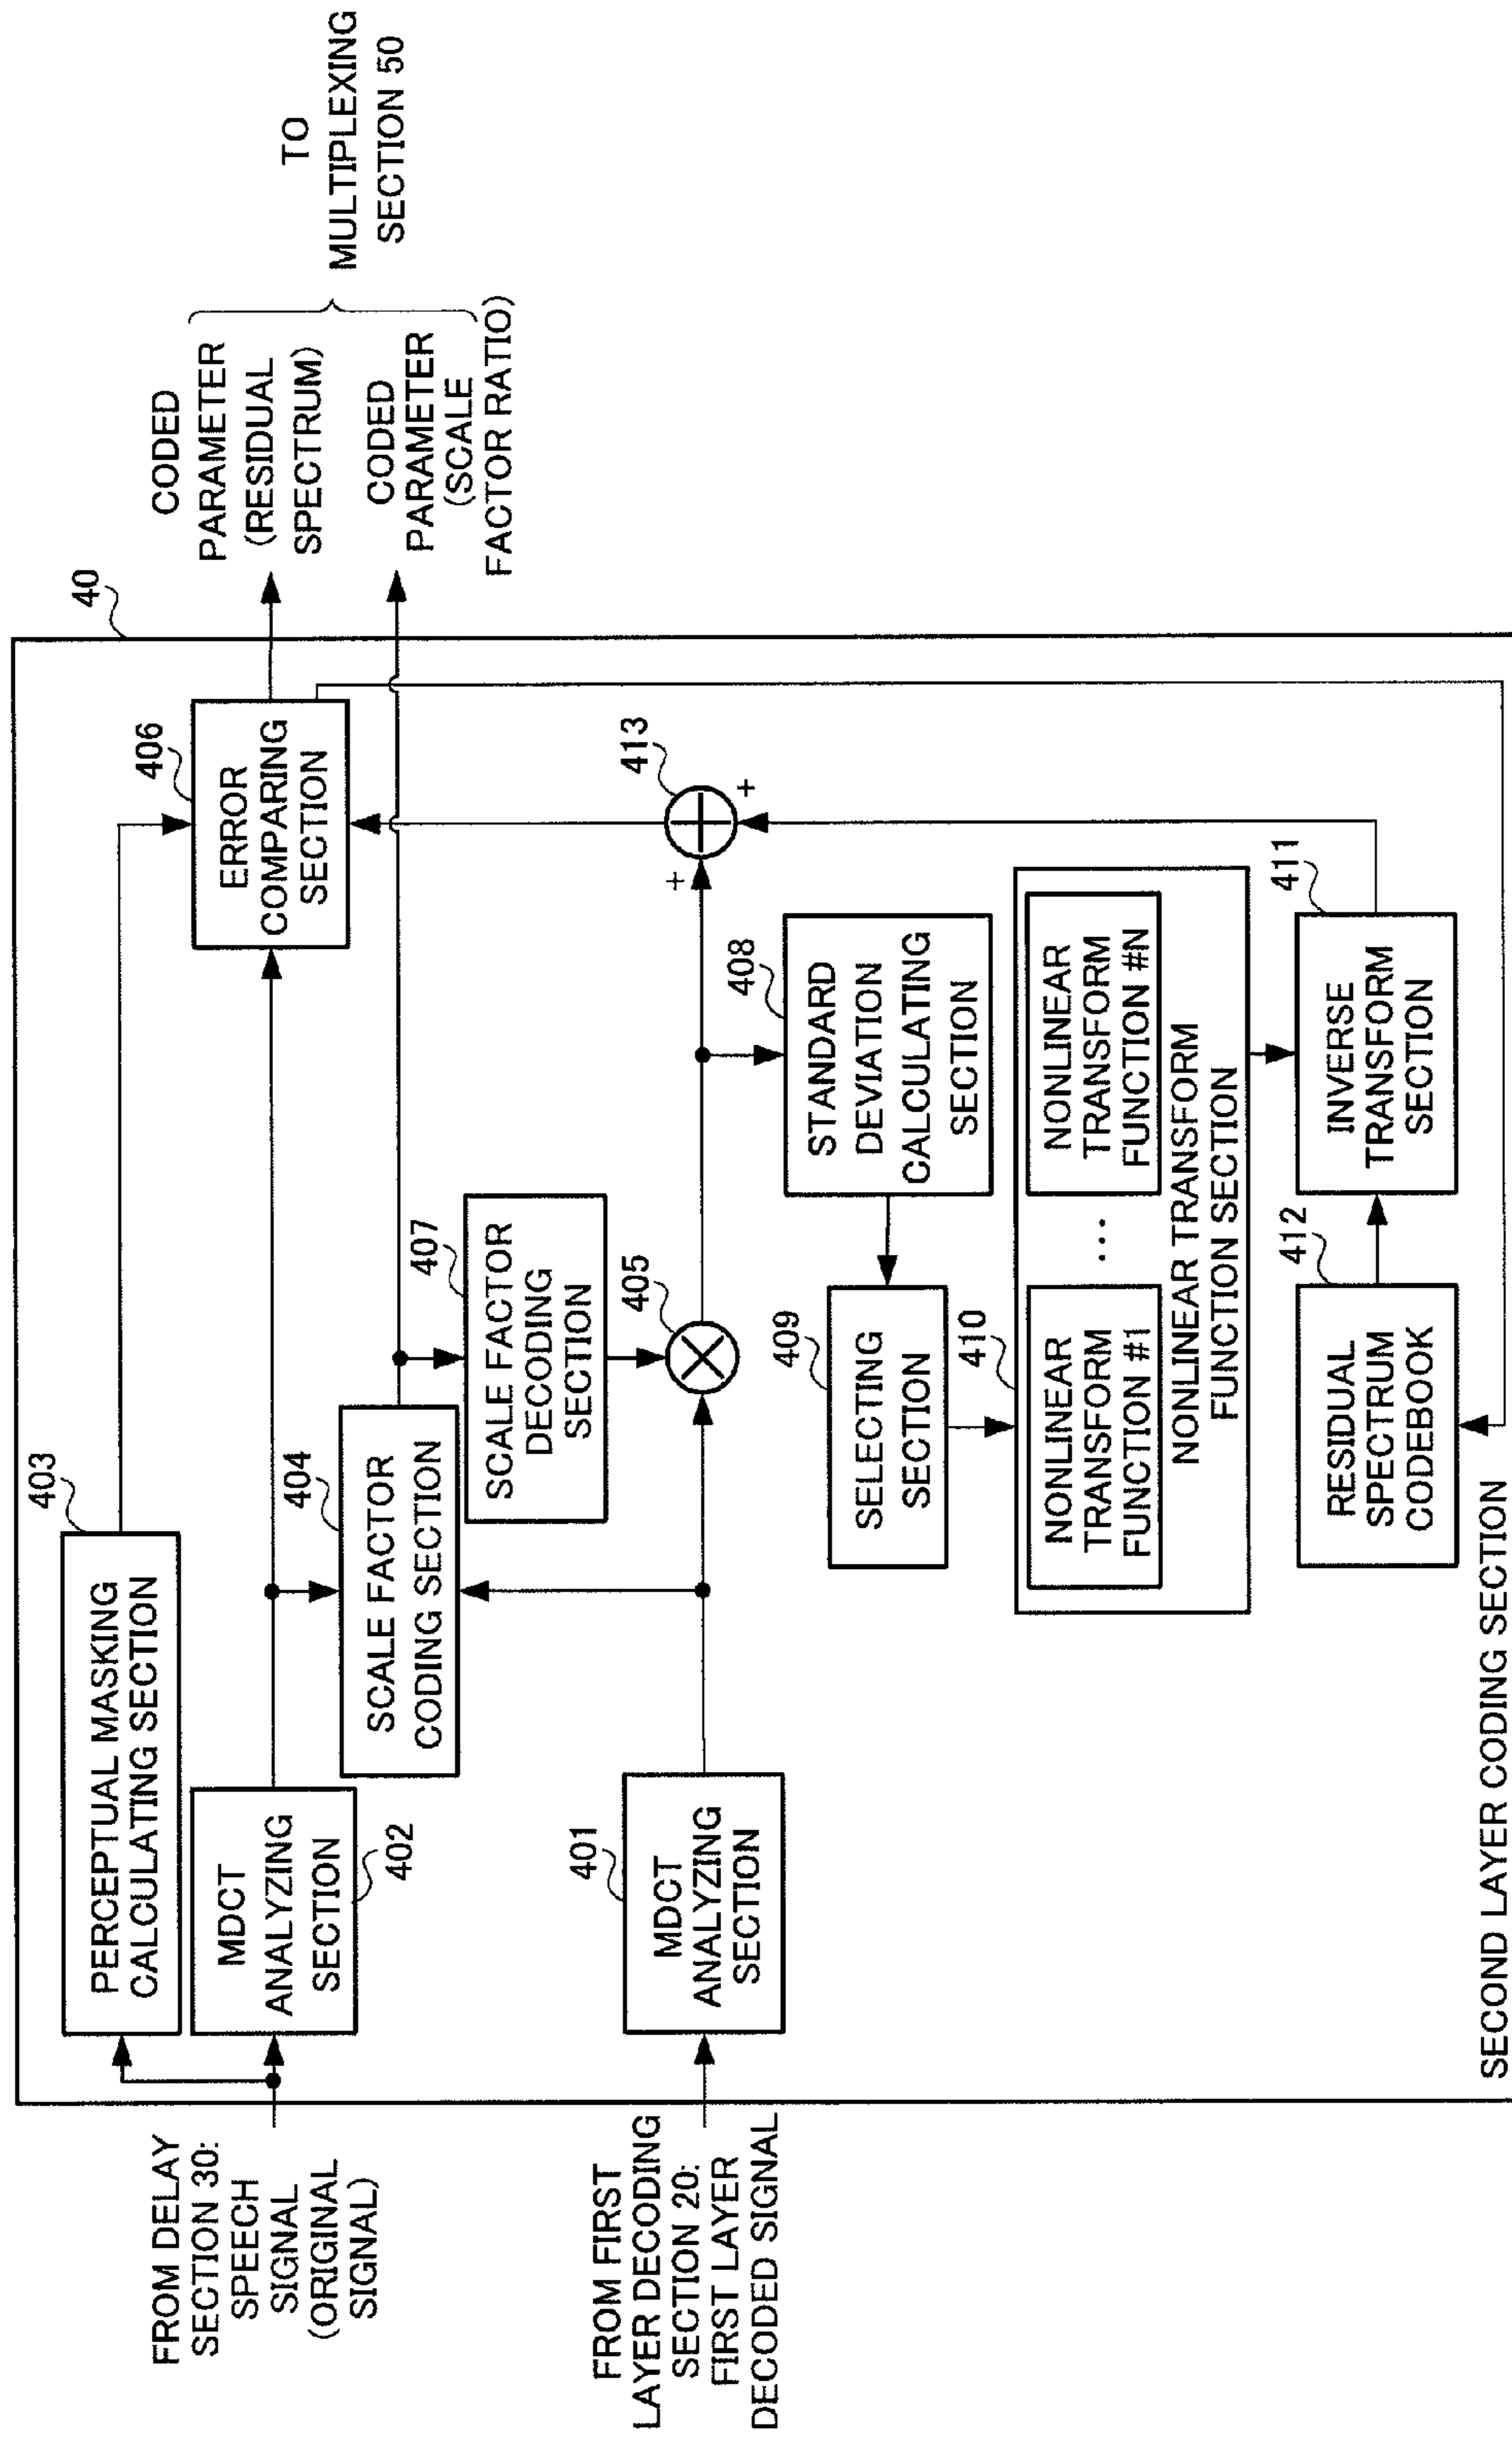 FROM DELAY
SECTION 30:
SPEECH
SIGNAL
(ORIGINAL
SIGNAL)
FROM FIRST
LAYER DECODING
SECTION 20:
FIRST LAYER
DECODED SIGNAL
40
403
PERCEPTUAL MASKING
CALCULATING SECTION
MDCT
ANALYZING
SECTION
402
401
MDCT
ANALYZING
SECTION
404
SCALE FACTOR
CODING SECTION
407
SCALE FACTOR
DECODING
SECTION
405
406
ERROR
COMPARING
SECTION
413
+
+
408
STANDARD
DEVIATION
CALCULATING
SECTION
409
SELECTING
SECTION
410
NONLINEAR
TRANSFORM
FUNCTION #1
...
NONLINEAR
TRANSFORM
FUNCTION #N
NONLINEAR TRANSFORM
FUNCTION SECTION
412
RESIDUAL
SPECTRUM
CODEBOOK
411
INVERSE
TRANSFORM
SECTION
SECOND LAYER CODING SECTION
CODED
PARAMETER
(RESIDUAL
SPECTRUM)
CODED
PARAMETER
(SCALE
FACTOR RATIO)
TO
MULTIPLEXING
SECTION 50